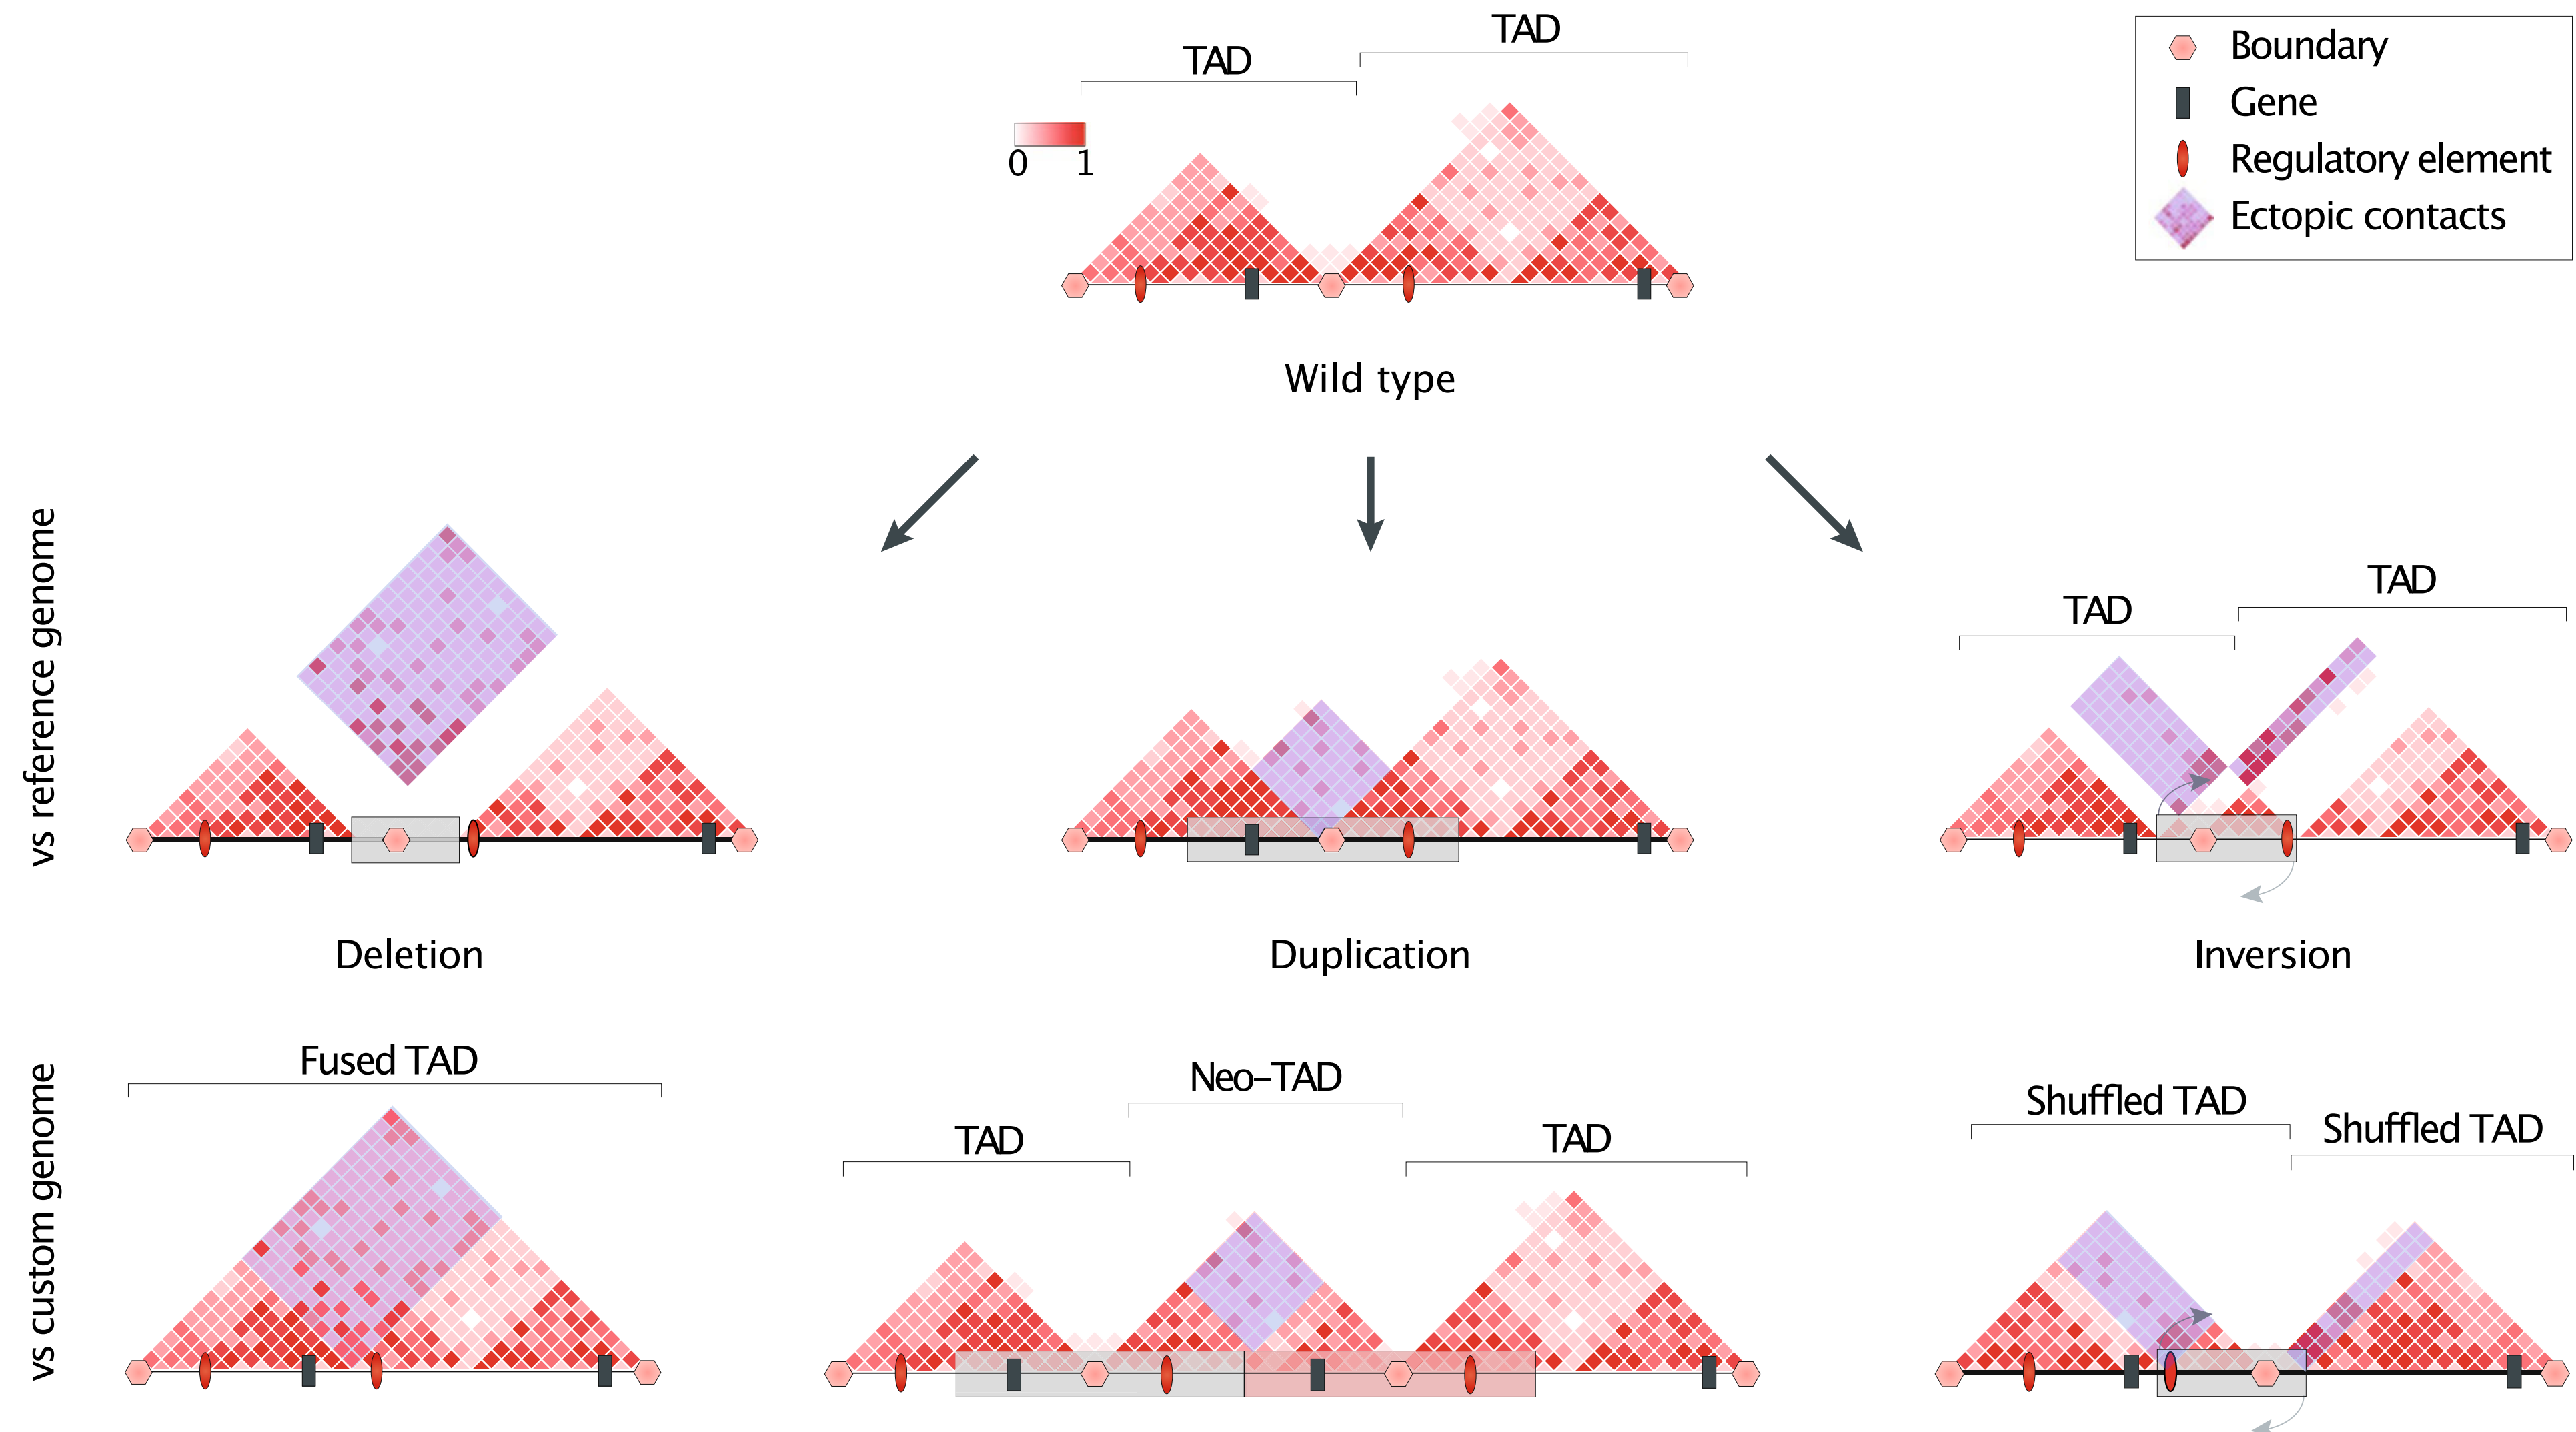 TAD
TAD
0
1
Boundary
Gene
Regulatory element
Ectopic contacts
Wild type
vs reference genome
TAD
TAD
Deletion
Duplication
Inversion
vs custom genome
Fused TAD
TAD
Neo–TAD
TAD
Shuffled TAD
Shuffled TAD